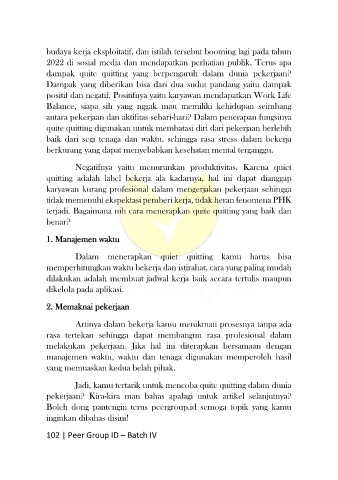 budaya kerja eksploitatif, dan istilah tersebut booming lagi pada tahun
2022 di sosial media dan mendapatkan perhatian publik. Terus apa
dampak quite quitting yang berpengaruh dalam dunia pekerjaan?
Dampak yang diberikan bisa dari dua sudut pandang yaitu dampak
positif dan negatif. Positifnya yaitu karyawan mendapatkan Work Life
Balance, siapa sih yang nggak mau memiliki kehidupan seimbang
antara pekerjaan dan aktifitas sehari-hari? Dalam penerapan fungsinya
quite quitting digunakan untuk membatasi diri dari pekerjaan berlebih
baik dari segi tenaga dan waktu, sehingga rasa stress dalam bekerja
berkurang yang dapat menyebabkan kesehatan mental terganggu.
Negatifnya yaitu menurunkan produktivitas. Karena quiet
quitting adalah label bekerja ala kadarnya, hal ini dapat dianggap
karyawan kurang profesional dalam mengerjakan pekerjaan sehingga
tidak memenuhi ekspektasi pemberi kerja, tidak heran fenomena PHK
terjadi. Bagaimana nih cara menerapkan quite quitting yang baik dan
benar?
1. Manajemen waktu
Dalam menerapkan quiet quitting kamu harus bisa
memperhitungkan waktu bekerja dan istirahat, cara yang paling mudah
dilakukan adalah membuat jadwal kerja baik secara tertulis maupun
dikelola pada aplikasi.
2. Memaknai pekerjaan
Artinya dalam bekerja kamu menikmati prosesnya tanpa ada
rasa tertekan sehingga dapat membangun rasa profesional dalam
melakukan pekerjaan. Jika hal ini diterapkan bersamaan dengan
manajemen waktu, waktu dan tenaga digunakan memperoleh hasil
yang memuaskan kedua belah pihak.
Jadi, kamu tertarik untuk mencoba quite quitting dalam dunia
pekerjaan? Kira-kira mau bahas apalagi untuk artikel selanjutnya?
Boleh dong pantengin terus peergroup.id semoga topik yang kamu
inginkan dibahas disini!
102 | Peer Group ID – Batch IV